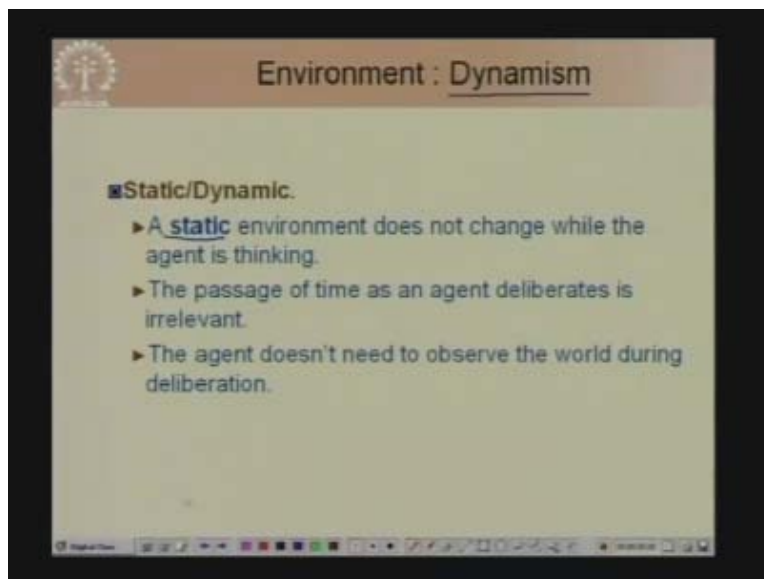 Environment : Dynamism
Static/Dynamic.
A static environment does not change while the
agent is thinking.
The passage of time as an agent deliberates is
irrelevant.
The agent doesn't need to observe the world during
deliberation.